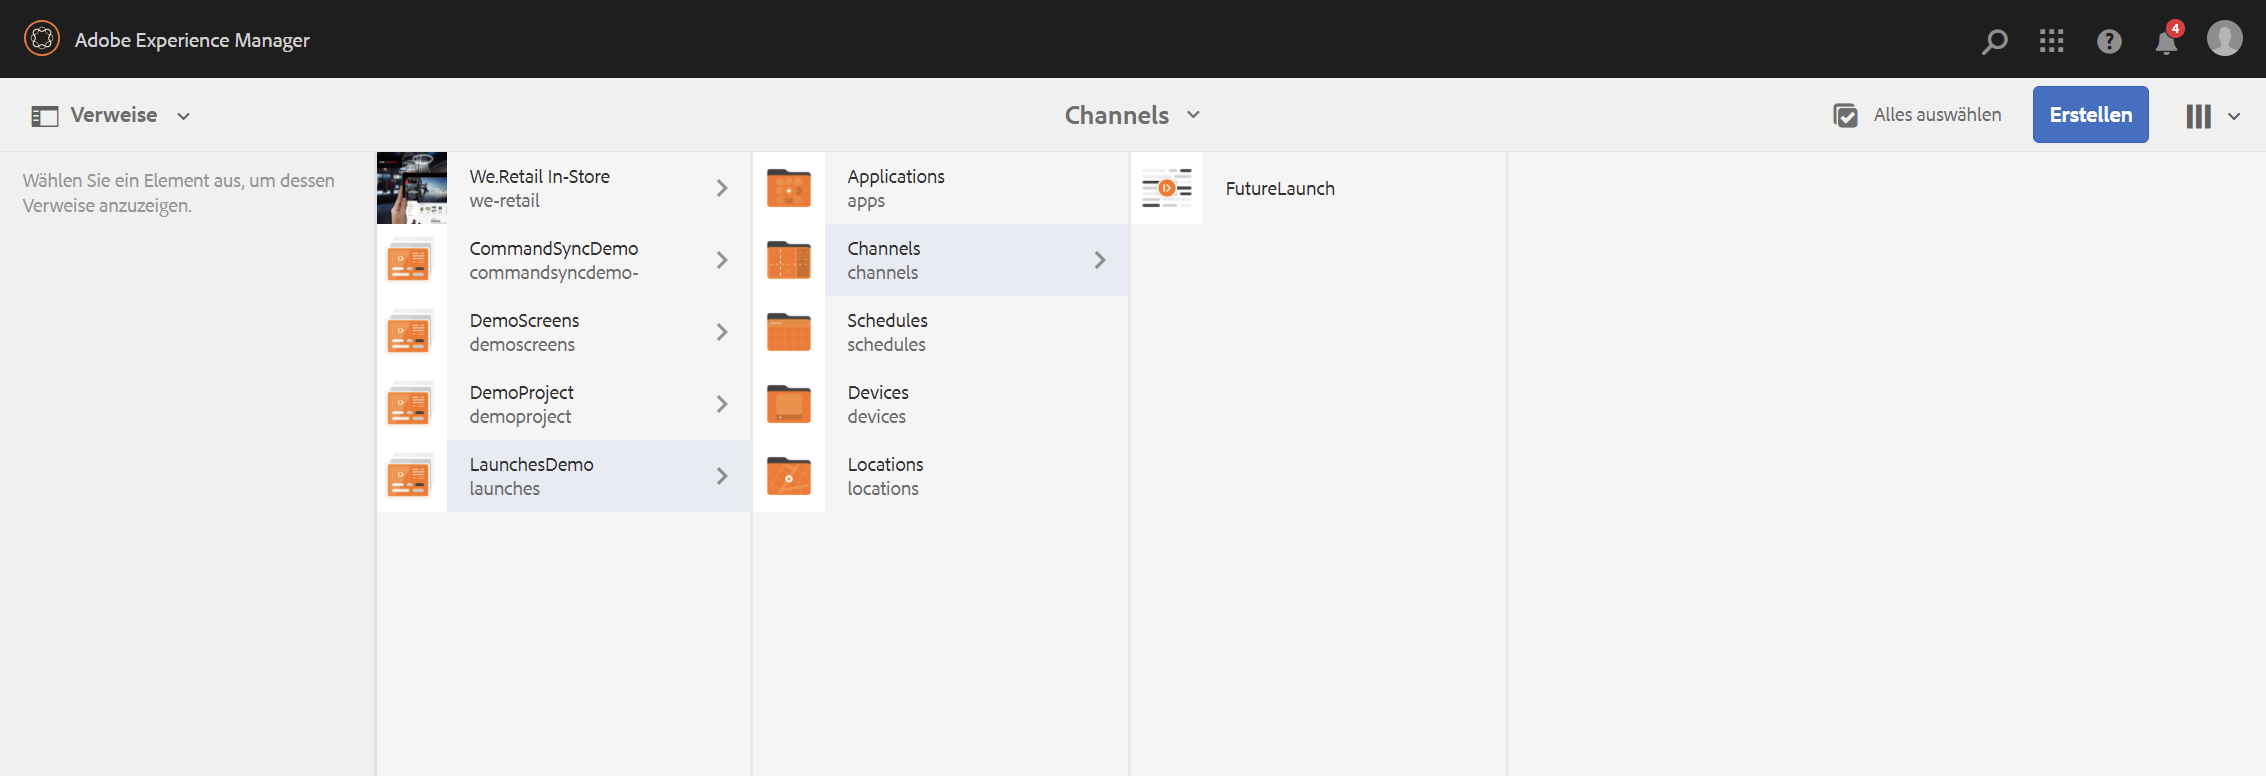 Adobe Experience Manager
4
Verweise
Channels
Alles auswählen
Erstellen
Wählen Sie ein Element aus, um dessen
Verweise anzuzeigen.
We.Retail In-Store
we-retail
CommandSyncDemo
commandsyncdemo-
DemoScreens
demoscreens
DemoProject
demoproject
LaunchesDemo
launches
Applications
apps
Channels
channels
Schedules
schedules
Devices
devices
Locations
locations
FutureLaunch